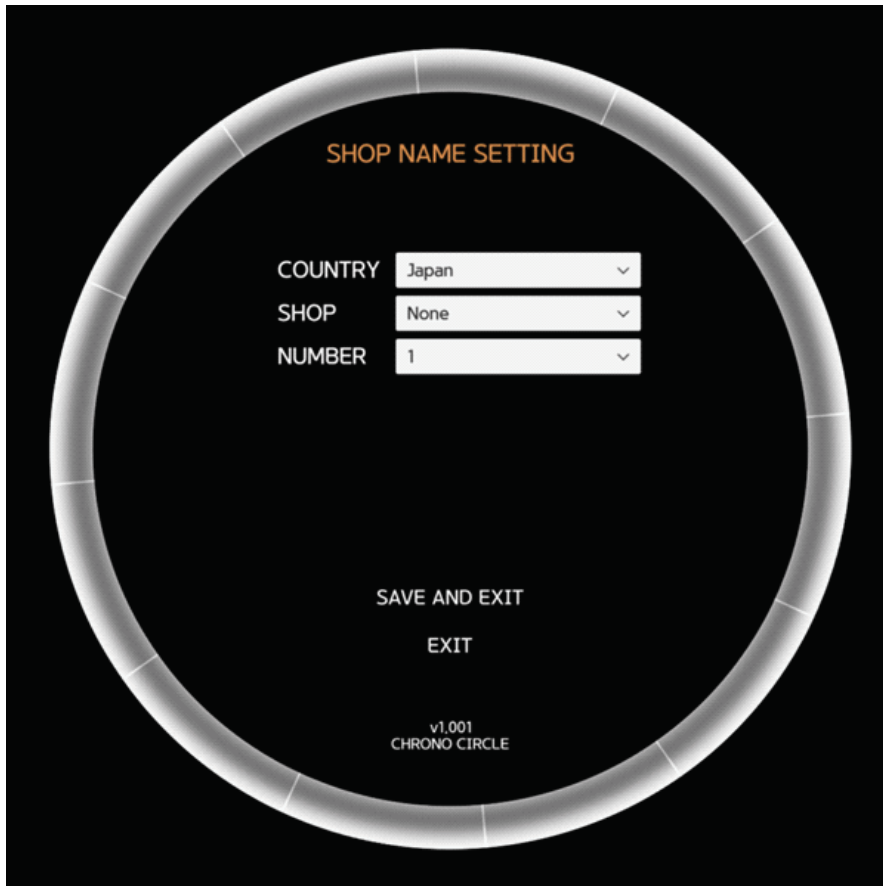 SHOP NAME SETTING
COUNTRY Japan
SHOP None
NUMBER 1
SAVE AND EXIT
EXIT
v1,001
CHRONO CIRCLE